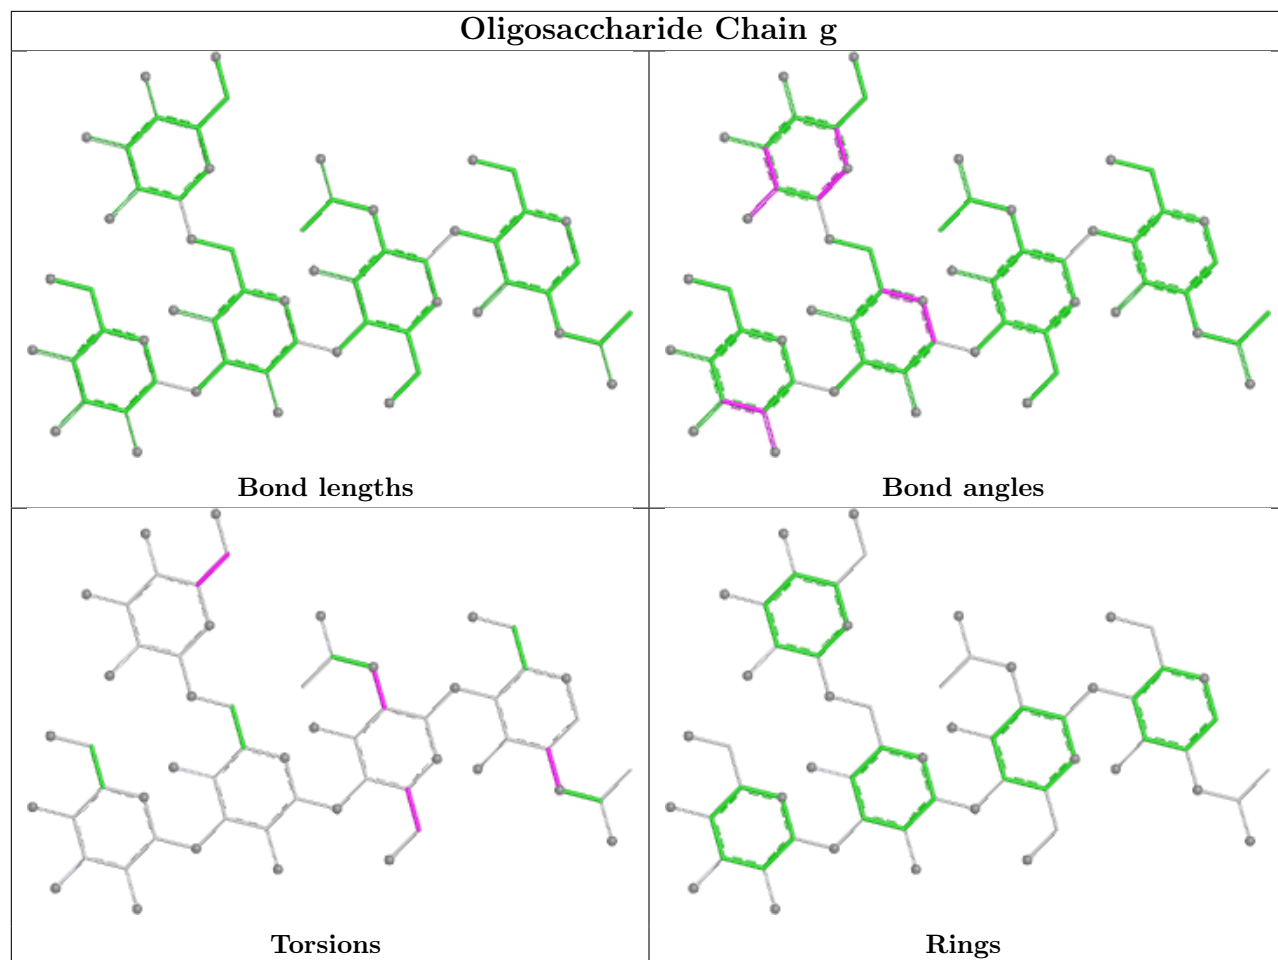 Oligosaccharide Chain g
Bond lengths
Bond angles
Torsions
Rings